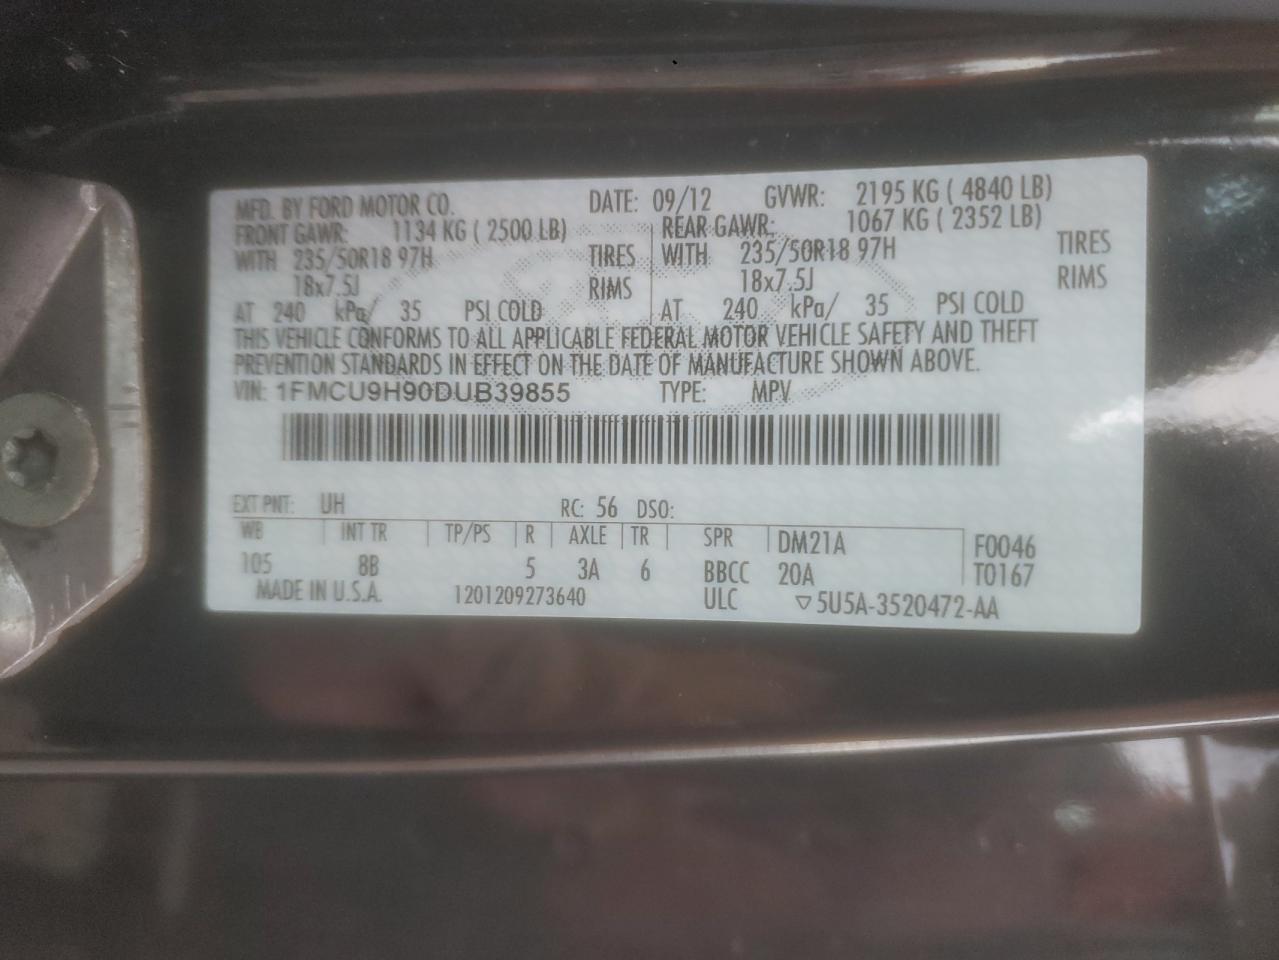 MFD. BY FORD MOTOR CO. DATE: 09/12 GVWR: 2195 KG ( 4840 LB)
FRONT GAWR: 1134 KG ( 2500 LB) REAR GAWR: 1067 KG ( 2352 LB)
WITH 235/50R18 97H TIRES WITH 235/50R18 97H TIRES
18x7.5J RIMS 18x7.5J RIMS
AT 240 kPa/ 35 PSI COLD AT 240 kPa/ 35 PSI COLD
THIS VEHICLE CONFORMS TO ALL APPLICABLE FEDERAL MOTOR VEHICLE SAFETY AND THEFT
PREVENTION STANDARDS IN EFFECT ON THE DATE OF MANUFACTURE SHOWN ABOVE.
VIN: 1FMCU9H90DUB39855 TYPE: MPV
EXT PNT: UH RC: 56 DSO:
WB INT TR TP/PS R AXLE TR SPR DM21A F0046
105 8B 5 3A 6 BBCC 20A T0167
MADE IN U.S.A. 1201209273640 ULC ▽5U5A-3520472-AA